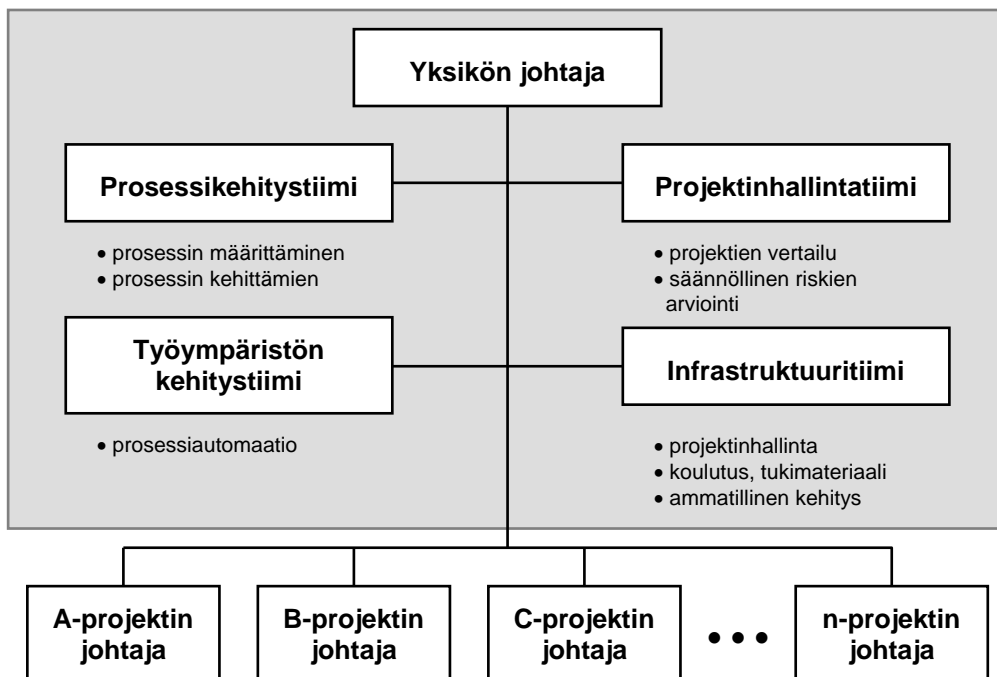 Yksikön johtaja
Prosessikehitystiimi
• prosessin määrittäminen
• prosessin kehittämien
Projektinhallintatiimi
• projektien vertailu
• säännöllinen riskien
arviointi
Työympäristön
kehitystiimi
• prosessiautomaatio
Infrastruktuuritiimi
• projektinhallinta
• koulutus, tukimateriaali
• ammatillinen kehitys
A-projektin
johtaja
B-projektin
johtaja
C-projektin
johtaja
• • •
n-projektin
johtaja